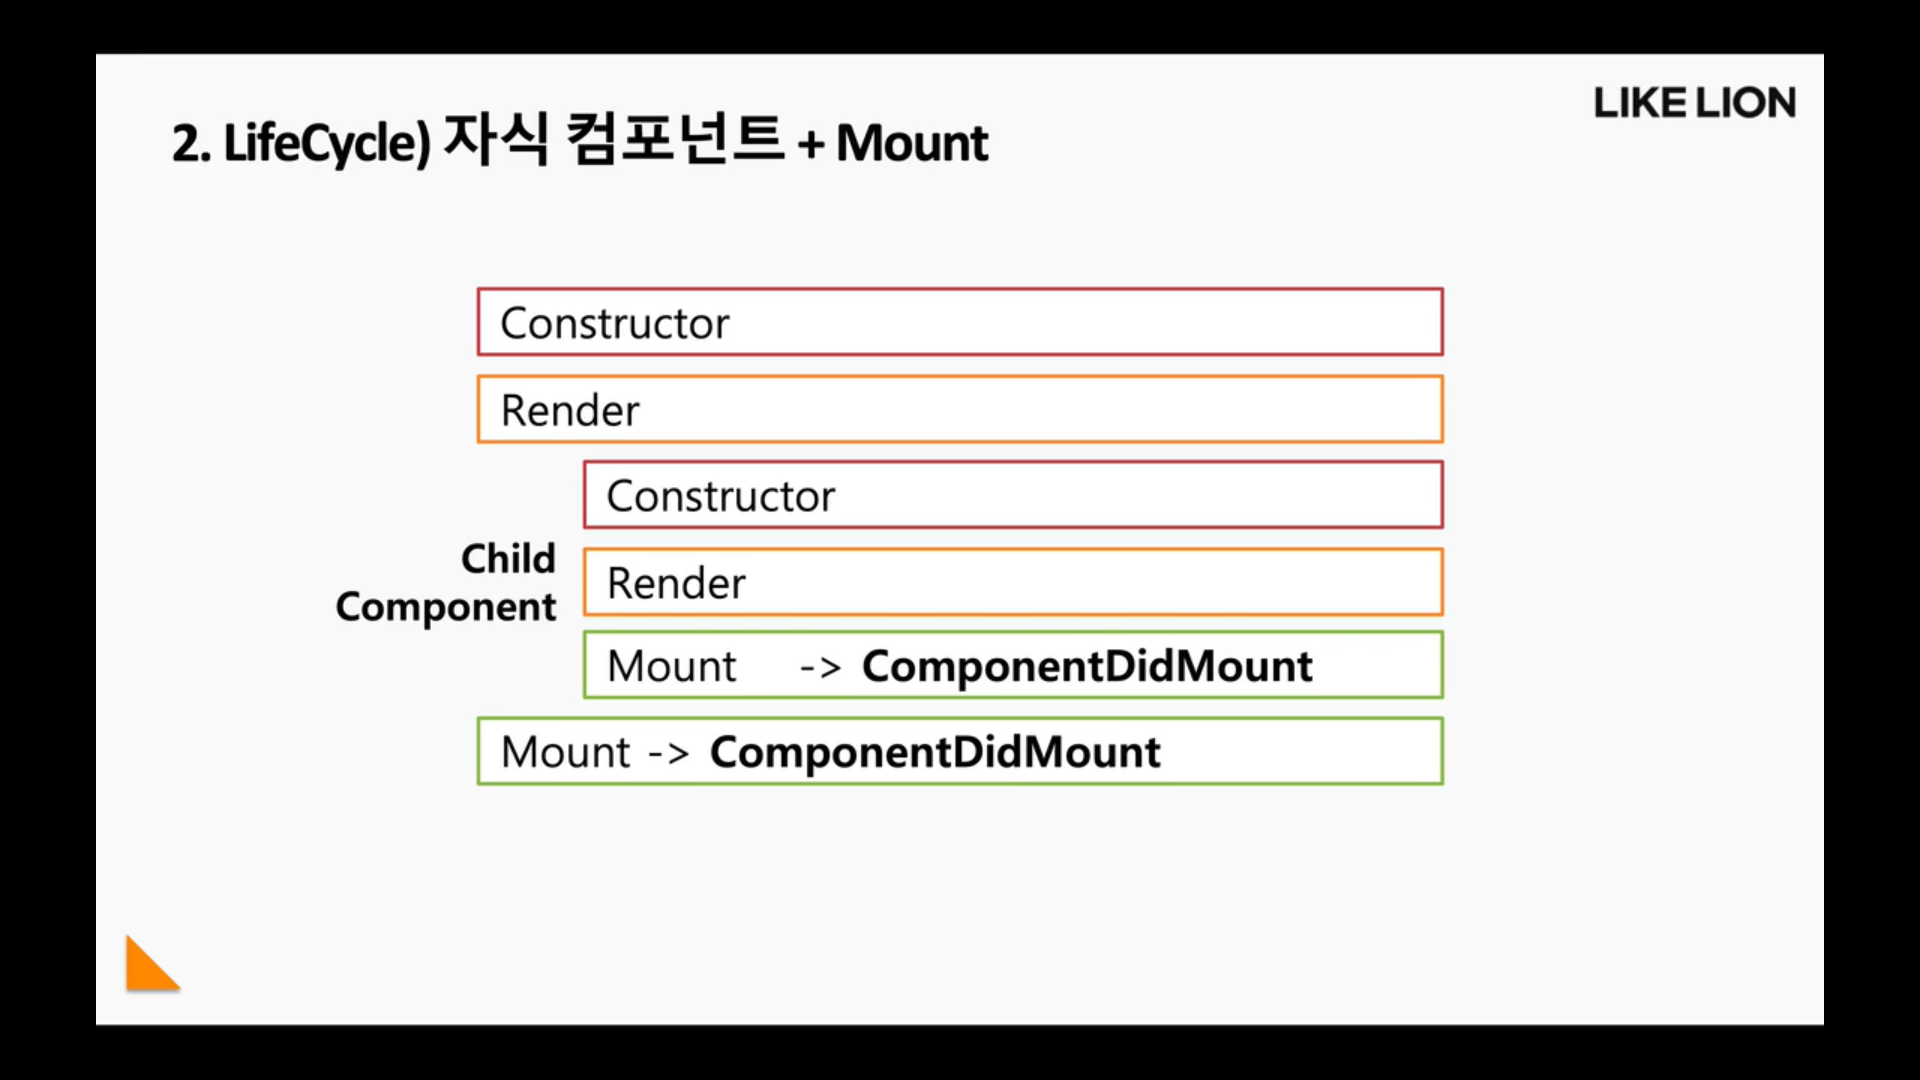 LIKE LION
2. LifeCycle) 자식 컴포넌트 + Mount
Constructor
Render
Constructor
Child
Component
Render
Mount -> ComponentDidMount
Mount -> ComponentDidMount